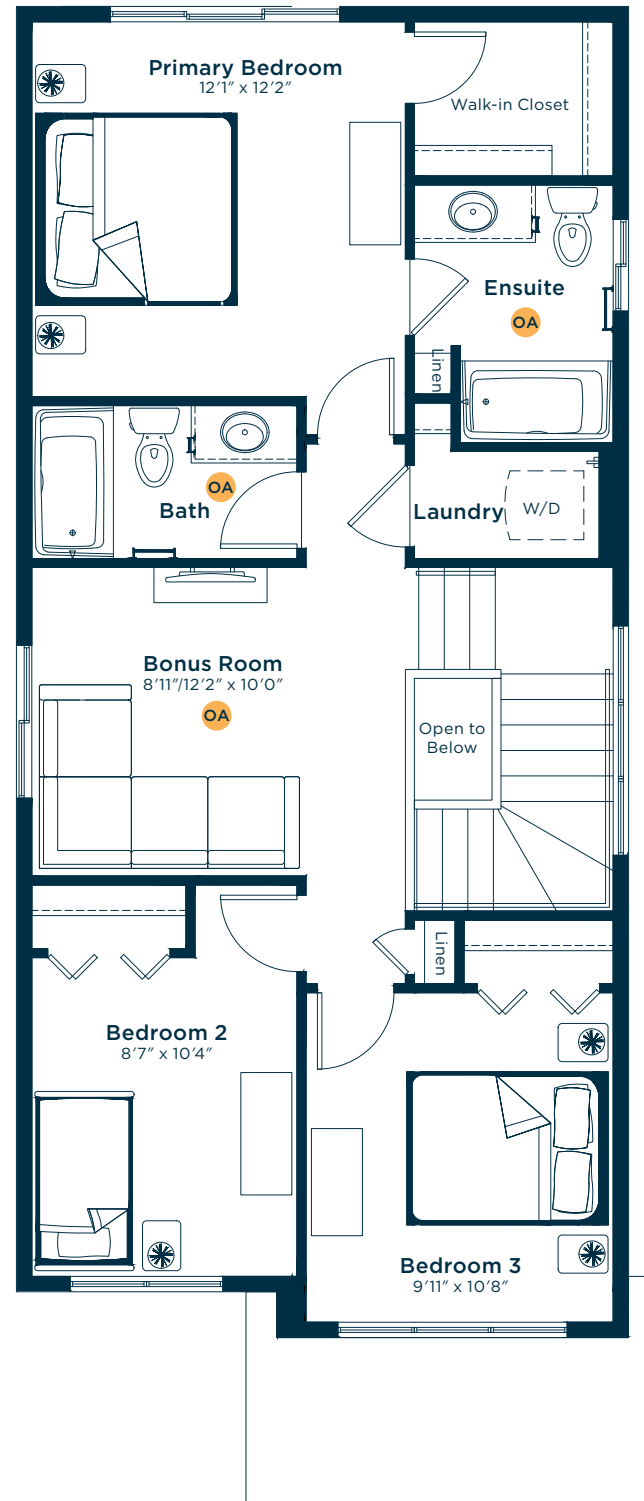 Primary Bedroom
12′1″ x 12′2″
Walk-in Closet
Ensuite
OA
Linen
OA
Bath
Laundry
W/D
Bonus Room
8′11″/12′2″ x 10′0″
OA
Open to
Below
Linen
Bedroom 2
8′7″ x 10′4″
Bedroom 3
9′11″ x 10′8″